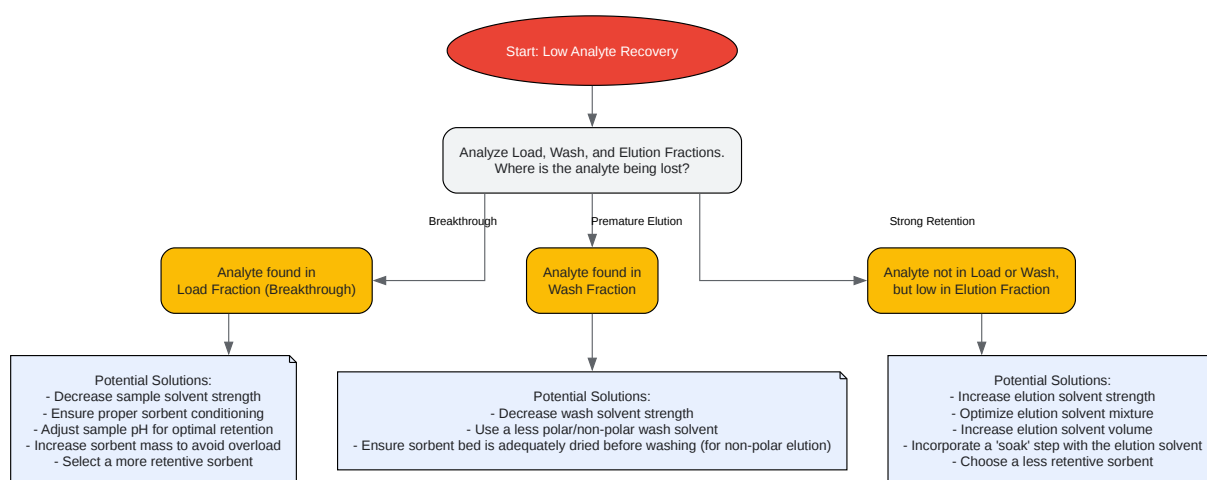 Start: Low Analyte Recovery
Analyze Load, Wash, and Elution Fractions.
Where is the analyte being lost?
Breakthrough
Premature Elution
Strong Retention
Analyte found in
Load Fraction (Breakthrough)
Analyte found in
Wash Fraction
Analyte not in Load or Wash,
but low in Elution Fraction
Potential Solutions:
- Decrease sample solvent strength
- Ensure proper sorbent conditioning
- Adjust sample pH for optimal retention
- Increase sorbent mass to avoid overload
- Select a more retentive sorbent
Potential Solutions:
- Decrease wash solvent strength
- Use a less polar/non-polar wash solvent
- Ensure sorbent bed is adequately dried before washing (for non-polar elution)
Potential Solutions:
- Increase elution solvent strength
- Optimize elution solvent mixture
- Increase elution solvent volume
- Incorporate a 'soak' step with the elution solvent
- Choose a less retentive sorbent